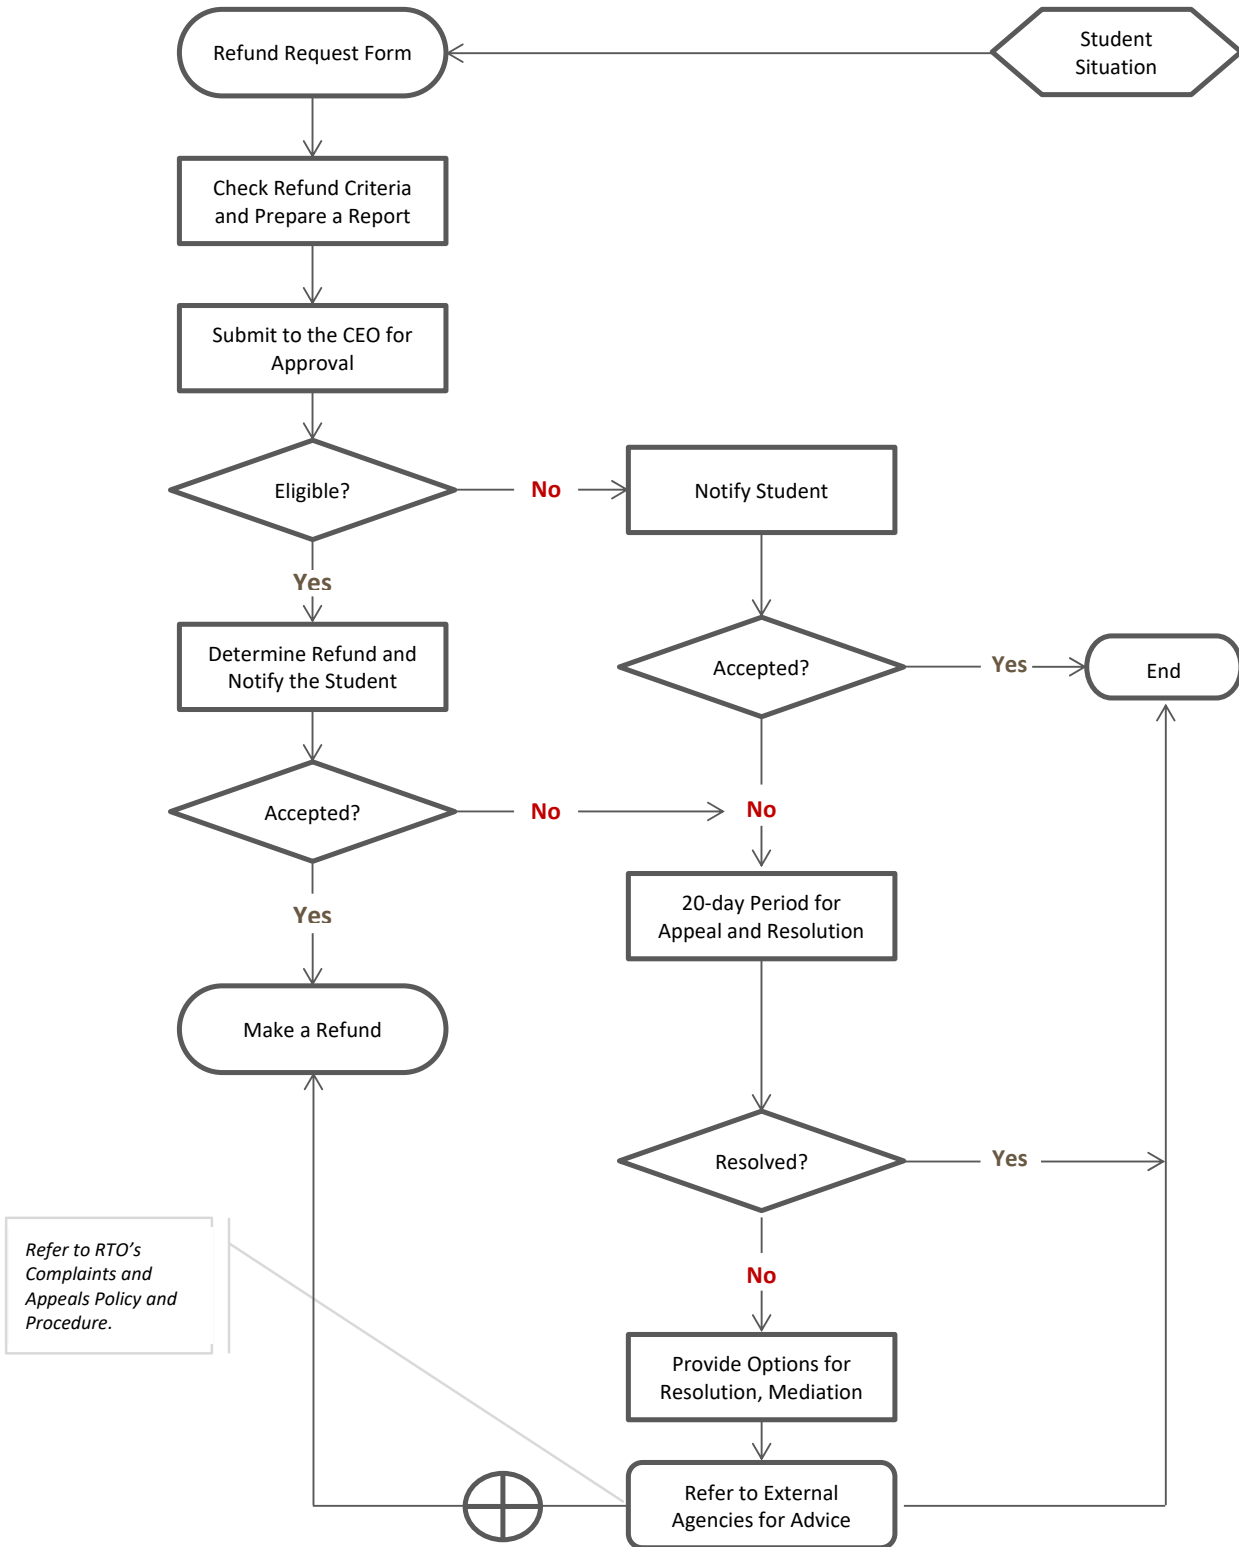 Refund Request Form
Student
Situation
Check Refund Criteria
and Prepare a Report
Submit to the CEO for
Approval
Eligible?
No
Notify Student
Yes
Determine Refund and
Notify the Student
Accepted?
Yes
End
Accepted?
No
No
20-day Period for
Appeal and Resolution
Yes
Make a Refund
Resolved?
Yes
Refer to RTO’s
Complaints and
Appeals Policy and
Procedure.
No
Provide Options for
Resolution, Mediation
Refer to External
Agencies for Advice